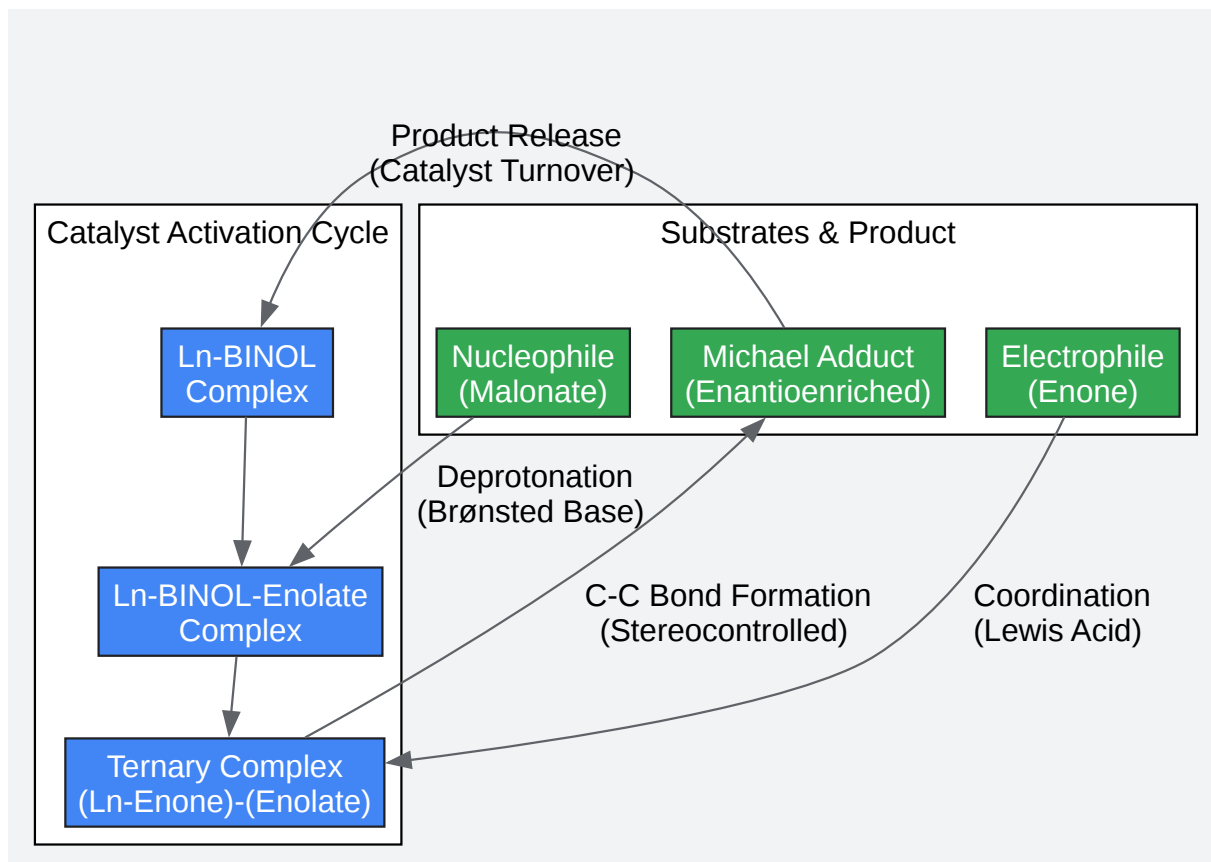 Product Release
(Catalyst Turnover)
Catalyst Activation Cycle
Substrates & Product
Ln-BINOL
Complex
Nucleophile
(Malonate)
Michael Adduct
(Enantioenriched)
Electrophile
(Enone)
Deprotonation
(Brønsted Base)
Ln-BINOL-Enolate
Complex
C-C Bond Formation
(Stereocontrolled)
Coordination
(Lewis Acid)
Ternary Complex
(Ln-Enone)-(Enolate)